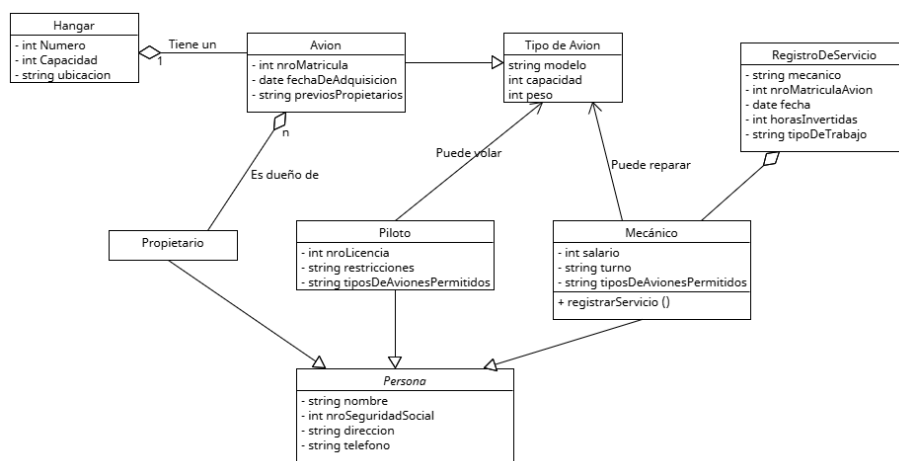 Hangar
- int Numero
- int Capacidad
- string ubicacion
1
Tiene un
Avion
- int nroMatricula
- date fechaDeAdquisicion
- string previosPropietarios
n
Tipo de Avion
string modelo
int capacidad
int peso
RegistroDeServicio
- string mecanico
- int nroMatriculaAvion
- date fecha
- int horasInvertidas
- string tipoDeTrabajo
Es dueño de
Puede volar
Puede reparar
Propietario
Piloto
- int nroLicencia
- string restricciones
- string tiposDeAvionesPermitidos
Mecánico
- int salario
- string turno
- string tiposDeAvionesPermitidos
+ registrarServicio ()
Persona
- string nombre
- int nroSeguridadSocial
- string direccion
- string telefono